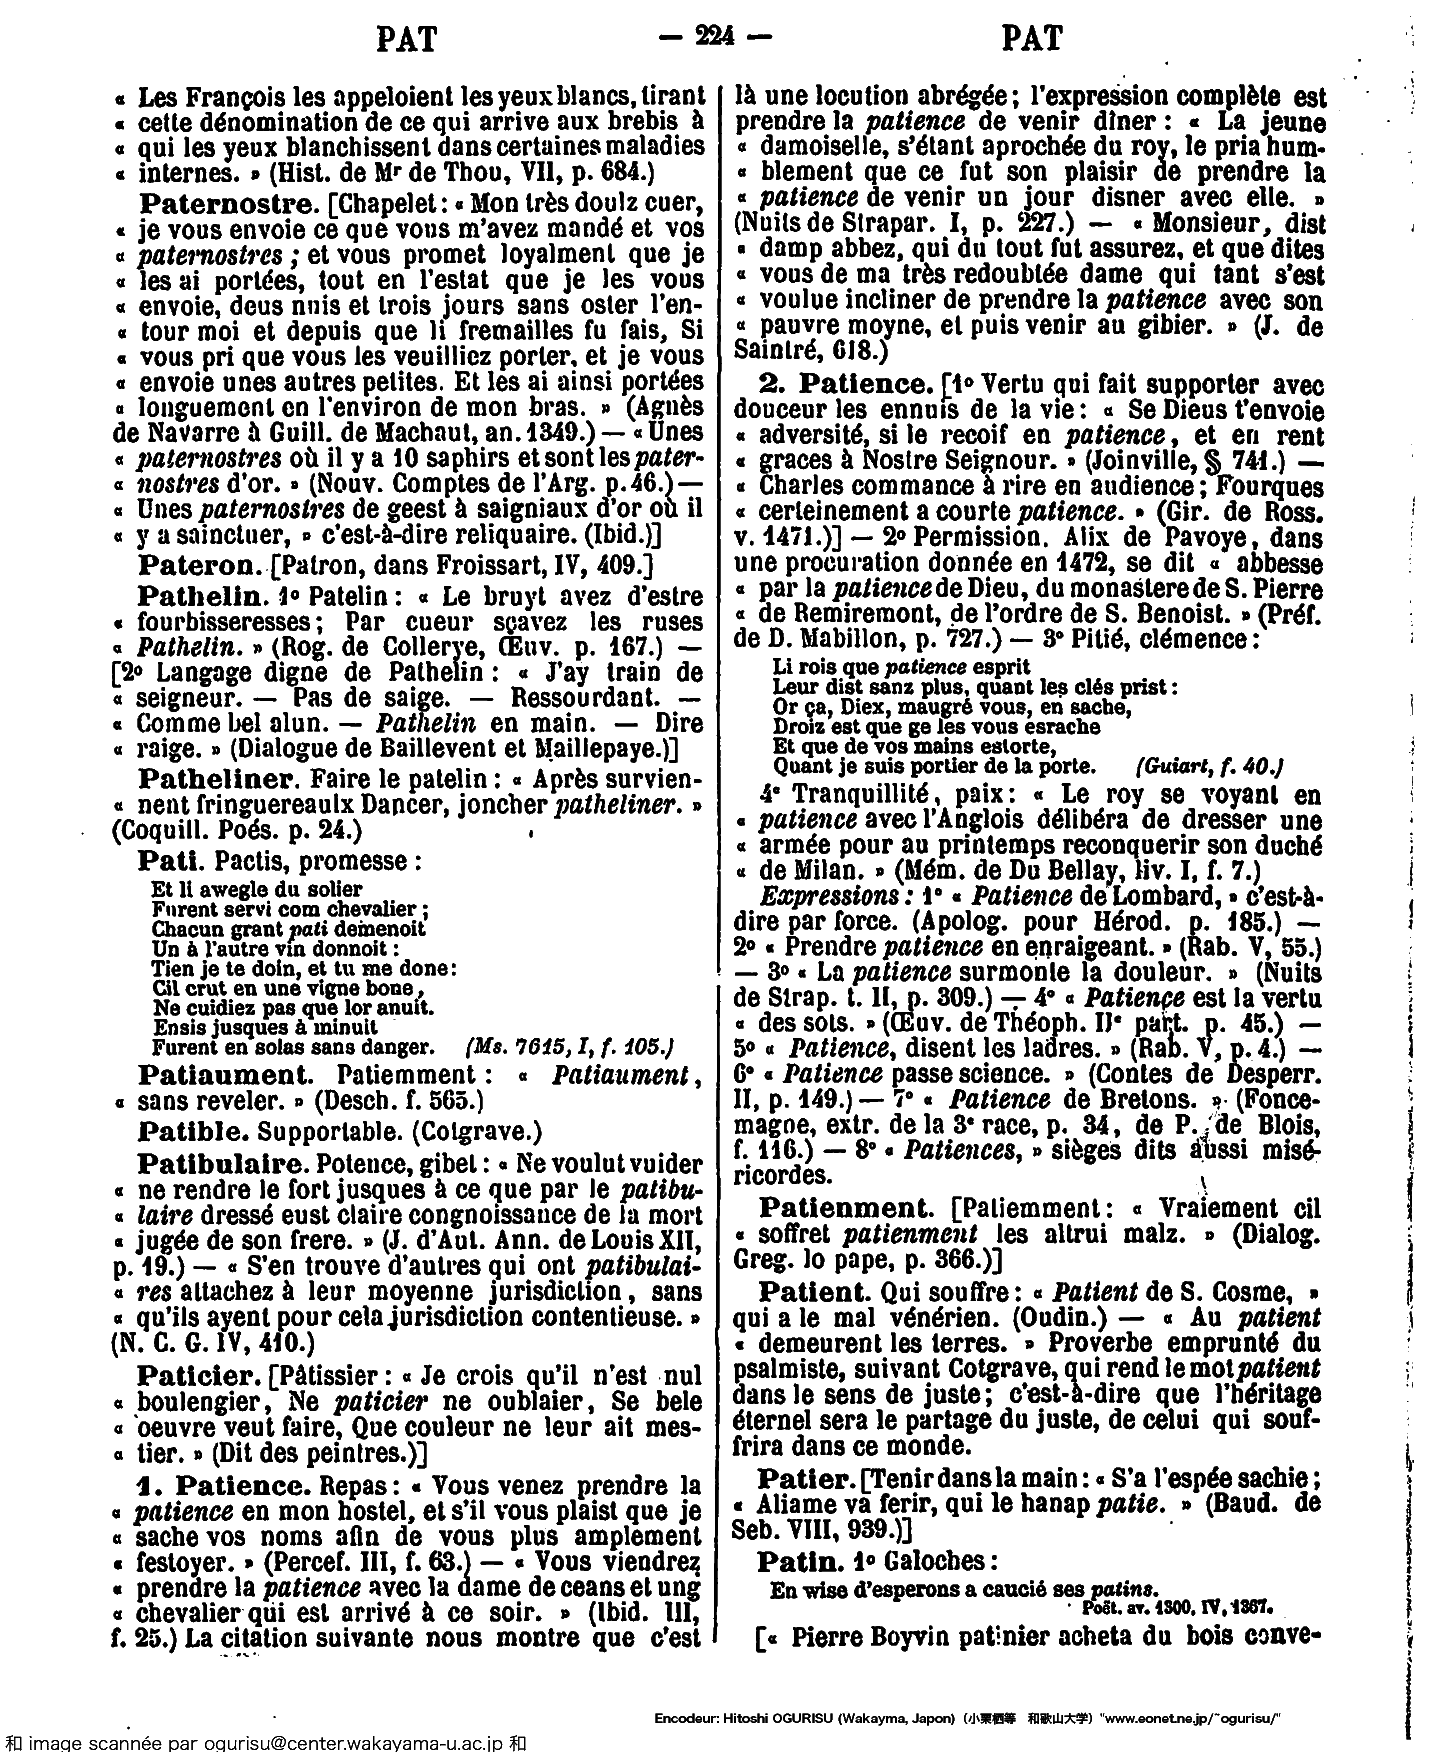 PAT — 224 — PAT
« Les François les appeloient les yeux blancs, tirant
« cette dénomination de ce qui arrive aux brebis à
« qui les yeux blanchissent dans certaines maladies
« internes. » (Hist. de Mr de Thou, VII, p. 684.)
Paternostre. [Chapelet : « Mon très doulz cuer,
« je vous envoie ce que vous m'avez mandé et vos
« paternostres ; et vous promet loyalment que je
« les ai portées, tout en l'estat que je les vous
« envoie, deus nuis et trois jours sans oster l'en-
« tour moi et depuis que li fremailles fu fais, Si
« vous pri que vous les veuilliez porter, et je vous
« envoie unes autres petites. Et les ai ainsi portées
« longuement en l'environ de mon bras. » (Agnès
de Navarre à Guill. de Machaut, an. 1349.) — « Unes
« paternostres où il y a 10 saphirs et sont les pater-
« nostres d'or. » (Nouv. Comptes de l'Arg. p. 46.) —
« Unes paternostres de geest à saigniaux d'or où il
« y a sainctuer, » c'est-à-dire reliquaire. (Ibid.)]
Pateron. [Patron, dans Froissart, IV, 409.]
Pathelin. 1o Patelin : « Le bruyt avez d'estre
« fourbisseresses ; Par cueur sçavez les ruses
« Pathelin. » (Rog. de Collerye, Œuv. p. 167.) —
[2o Langage digne de Pathelin : « J'ay train de
« seigneur. — Pas de saige. — Ressourdant. —
« Comme bel alun. — Pathelin en main. — Dire
« raige. » (Dialogue de Baillevent et Maillepaye.)]
Patheliner. Faire le patelin : « Après survien-
« nent fringuereaulx Dancer, joncher patheliner. »
(Coquill. Poés. p. 24.)
Pati. Pactis, promesse :
Et li awegle du solier
Furent servi com chevalier ;
Chacun grant pati demenoit
Un à l'autre vin donnoit :
Tien je te doin, et tu me done :
Cil crut en une vigne bone,
Ne cuidiez pas que lor anuit.
Ensis jusques à minuit
Furent en solas sans danger. (Ms. 7615, I, f. 105.)
Patiaument. Patiemment : « Patiaument,
« sans reveler. » (Desch. f. 565.)
Patible. Supportable. (Cotgrave.)
Patibulaire. Potence, gibet : « Ne voulut vuider
« ne rendre le fort jusques à ce que par le patibu-
« laire dressé eust claire congnoissance de la mort
« jugée de son frere. » (J. d'Aut. Ann. de Louis XII,
p. 19.) — « S'en trouve d'autres qui ont patibulai-
« res attachez à leur moyenne jurisdiction, sans
« qu'ils ayent pour cela jurisdiction contentieuse. »
(N. C. G. IV, 410.)
Paticier. [Pâtissier : « Je crois qu'il n'est nul
« boulengier, Ne paticier ne oublaier, Se bele
« oeuvre veut faire, Que couleur ne leur ait mes-
« tier. » (Dit des peintres.)]
1. Patience. Repas : « Vous venez prendre la
« patience en mon hostel, et s'il vous plaist que je
« sache vos noms afin de vous plus amplement
« festoyer. » (Percef. III, f. 63.) — « Vous viendrez
« prendre la patience avec la dame de ceans et ung
« chevalier qui est arrivé à ce soir. » (Ibid. III,
f. 25.) La citation suivante nous montre que c'est
là une locution abrégée ; l'expression complète est
prendre la patience de venir dîner : « La jeune
« damoiselle, s'étant aprochée du roy, le pria hum-
« blement que ce fut son plaisir de prendre la
« patience de venir un jour disner avec elle. »
(Nuits de Strapar. I, p. 227.) — « Monsieur, dist
« damp abbez, qui du tout fut assurez, et que dites
« vous de ma très redoubtée dame qui tant s'est
« voulue incliner de prendre la patience avec son
« pauvre moyne, et puis venir au gibier. » (J. de
Saintré, 618.)
2. Patience. [1o Vertu qui fait supporter avec
douceur les ennuis de la vie : « Se Dieus t'envoie
« adversité, si le recoif en patience, et en rent
« graces à Nostre Seignour. » (Joinville, § 741.) —
« Charles commance à rire en audience ; Fourques
« certeinement a courte patience. » (Gir. de Ross.
v. 1471.)] — 2o Permission. Alix de Pavoye, dans
une procuration donnée en 1472, se dit « abbesse
« par la patience de Dieu, du monastere de S. Pierre
« de Remiremont, de l'ordre de S. Benoist. » (Préf.
de D. Mabillon, p. 727.) — 3o Pitié, clémence :
Li rois que patience esprit
Leur dist sanz plus, quant les clés prist :
Or ça, Diex, maugré vous, en sache,
Droiz est que ge les vous esrache
Et que de vos mains estorte,
Quant je suis portier de la porte. (Guiart, f. 40.)
4o Tranquillité, paix : « Le roy se voyant en
« patience avec l'Anglois délibéra de dresser une
« armée pour au printemps reconquerir son duché
« de Milan. » (Mém. de Du Bellay, liv. I, f. 7.)
Expressions : 1o « Patience de Lombard, » c'est-à-
dire par force. (Apolog. pour Hérod. p. 185.) —
2o « Prendre patience en enraigeant. » (Rab. V, 55.)
— 3o « La patience surmonte la douleur. » (Nuits
de Strap. t. II, p. 309.) — 4o « Patience est la vertu
« des sots. » (Œuv. de Théoph. IIe part. p. 45.) —
5o « Patience, disent les ladres. » (Rab. V, p. 4.) —
6o « Patience passe science. » (Contes de Desperr.
II, p. 149.) — 7o « Patience de Bretons. » (Fonce-
magne, extr. de la 3e race, p. 34, de P. de Blois,
f. 116.) — 8o « Patiences, » sièges dits aussi misé-
ricordes.
Patienment. [Patiemment : « Vraiement cil
« soffret patienment les altrui malz. » (Dialog.
Greg. lo pape, p. 366.)]
Patient. Qui souffre : « Patient de S. Cosme, »
qui a le mal vénérien. (Oudin.) — « Au patient
« demeurent les terres. » Proverbe emprunté du
psalmiste, suivant Cotgrave, qui rend le mot patient
dans le sens de juste ; c'est-à-dire que l'héritage
éternel sera le partage du juste, de celui qui souf-
frira dans ce monde.
Patier. [Tenir dans la main : « S'a l'espée sachie ;
« Aliame va ferir, qui le hanap patie. » (Baud. de
Seb. VIII, 939.)]
Patin. 1o Galoches :
En wise d'esperons a caucié ses patins.
Poët. av. 1300, IV, 1367.
[« Pierre Boyvin patinier acheta du bois conve-
Encodeur: Hitoshi OGURISU (Wakayma, Japon) (小栗栖等 和歌山大学) "www.eonet.ne.jp/~ogurisu/"
和 image scannée par ogurisu@center.wakayama-u.ac.jp 和